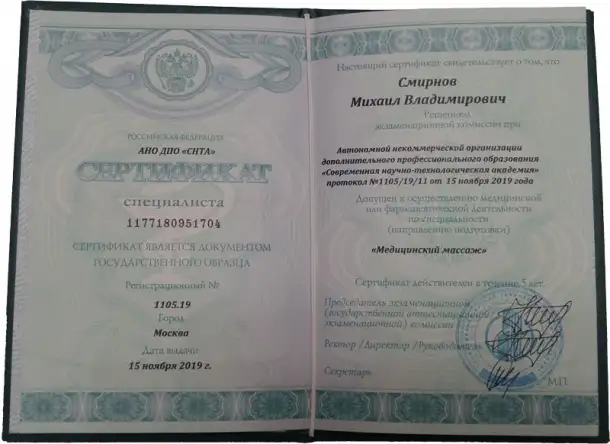 РОССИЙСКАЯ ФЕДЕРАЦИЯ
АНО ДПО «СНТА»
СЕРТИФИКАТ
специалиста
1177180951704
СЕРТИФИКАТ ЯВЛЯЕТСЯ ДОКУМЕНТОМ
ГОСУДАРСТВЕННОГО ОБРАЗЦА
Регистрационный №
1105.19
Город
Москва
Дата выдачи
15 ноября 2019 г.
Настоящий сертификат свидетельствует о том, что
Смирнов
Михаил Владимирович
Решением
экзаменационной комиссии при
Автономной некоммерческой организации
дополнительного профессионального образования
«Современная научно-технологическая академия»
протокол №1105/19/11 от 15 ноября 2019 года
Допущен к осуществлению медицинской
или фармацевтической деятельности
по специальности
(направлению подготовки)
«Медицинский массаж»
Сертификат действителен в течение 5 лет.
Председатель экзаменационной
(государственной аттестационной)
экзаменационной) комиссии
Ректор /Директор /Руководитель
Секретарь
М.П.